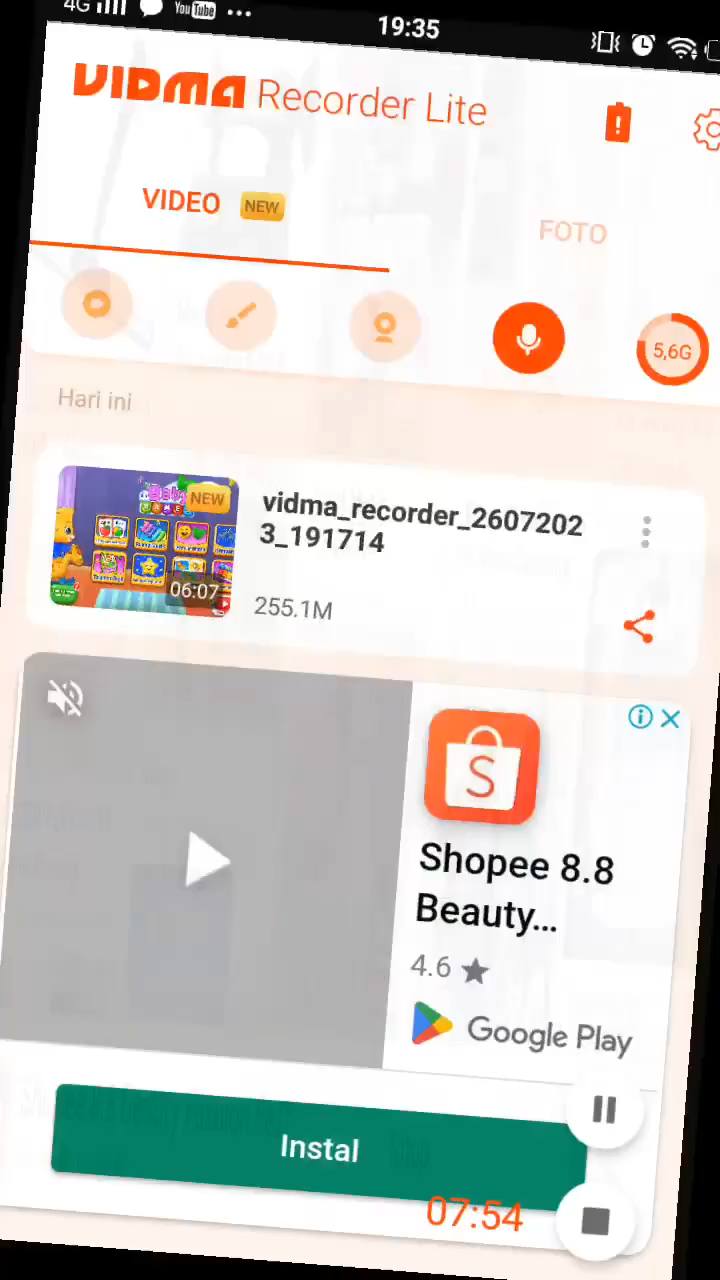 4G YouTube 19:35
VIDMA Recorder Lite
VIDEO NEW
FOTO
5,6G
Hari ini
NEW
06:07
vidma_recorder_2607202
3_191714
255.1M
S
Shopee 8.8
Beauty...
4.6
Google Play
Instal
07:54